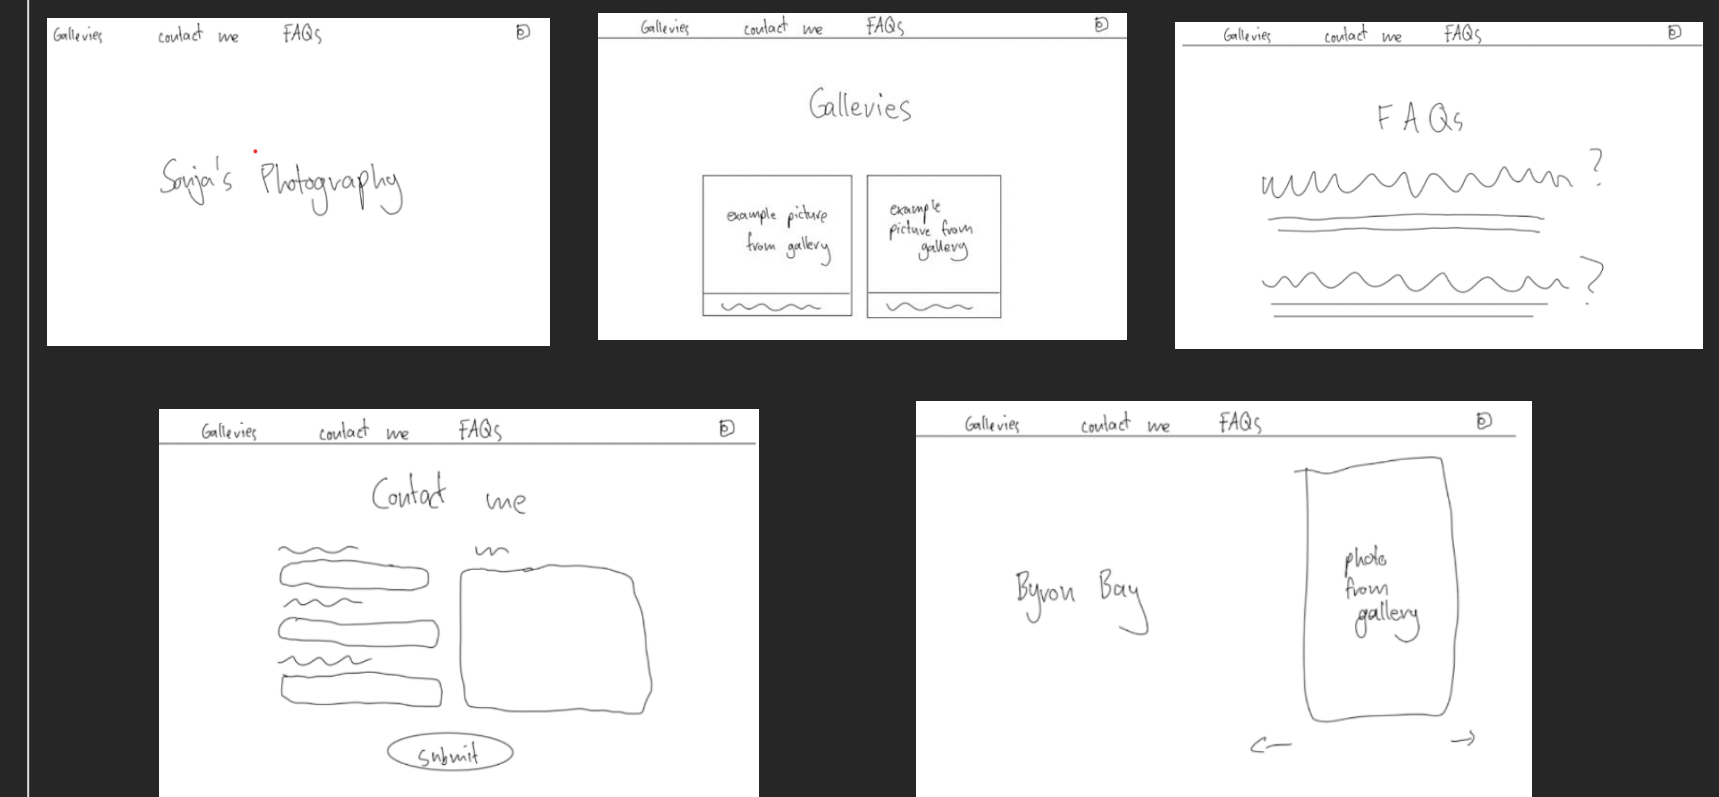 Galleries contact me FAQs
Sonja's Photography
Galleries contact me FAQs
Galleries
example picture
from gallery
example
picture from
gallery
Galleries contact me FAQs
FAQs
?
?
Galleries contact me FAQs
Contact me
submit
Galleries contact me FAQs
Byron Bay
photo
from
gallery